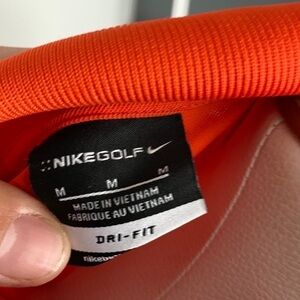 NIKEGOLF
M M M
MADE IN VIETNAM
FABRIQUE AU VIETNAM
DRI-FIT